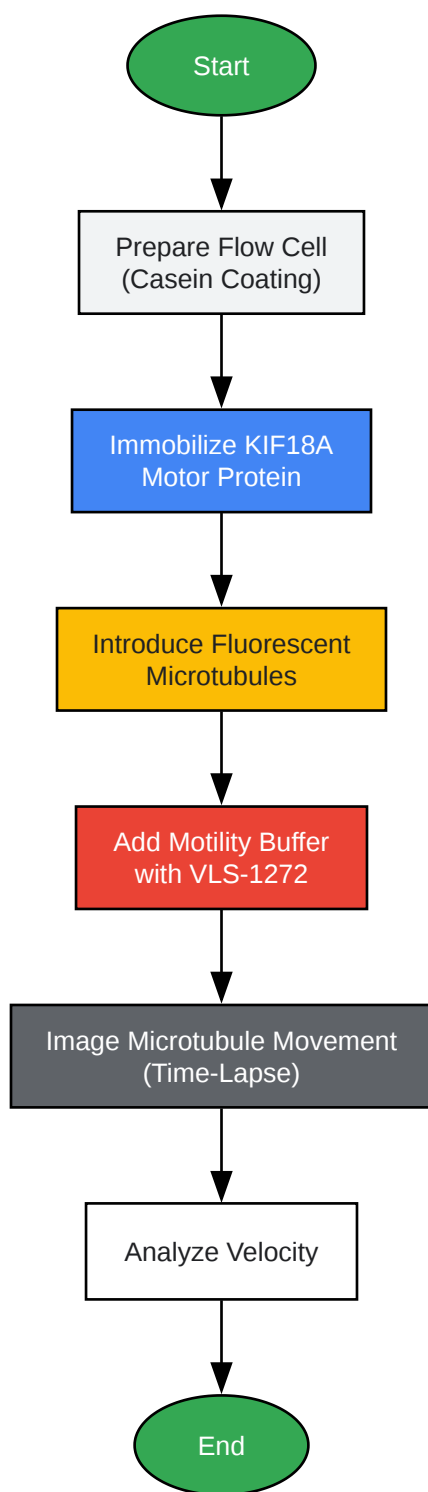 Start
Prepare Flow Cell
(Casein Coating)
Immobilize KIF18A
Motor Protein
Introduce Fluorescent
Microtubules
Add Motility Buffer
with VLS-1272
Image Microtubule Movement
(Time-Lapse)
Analyze Velocity
End